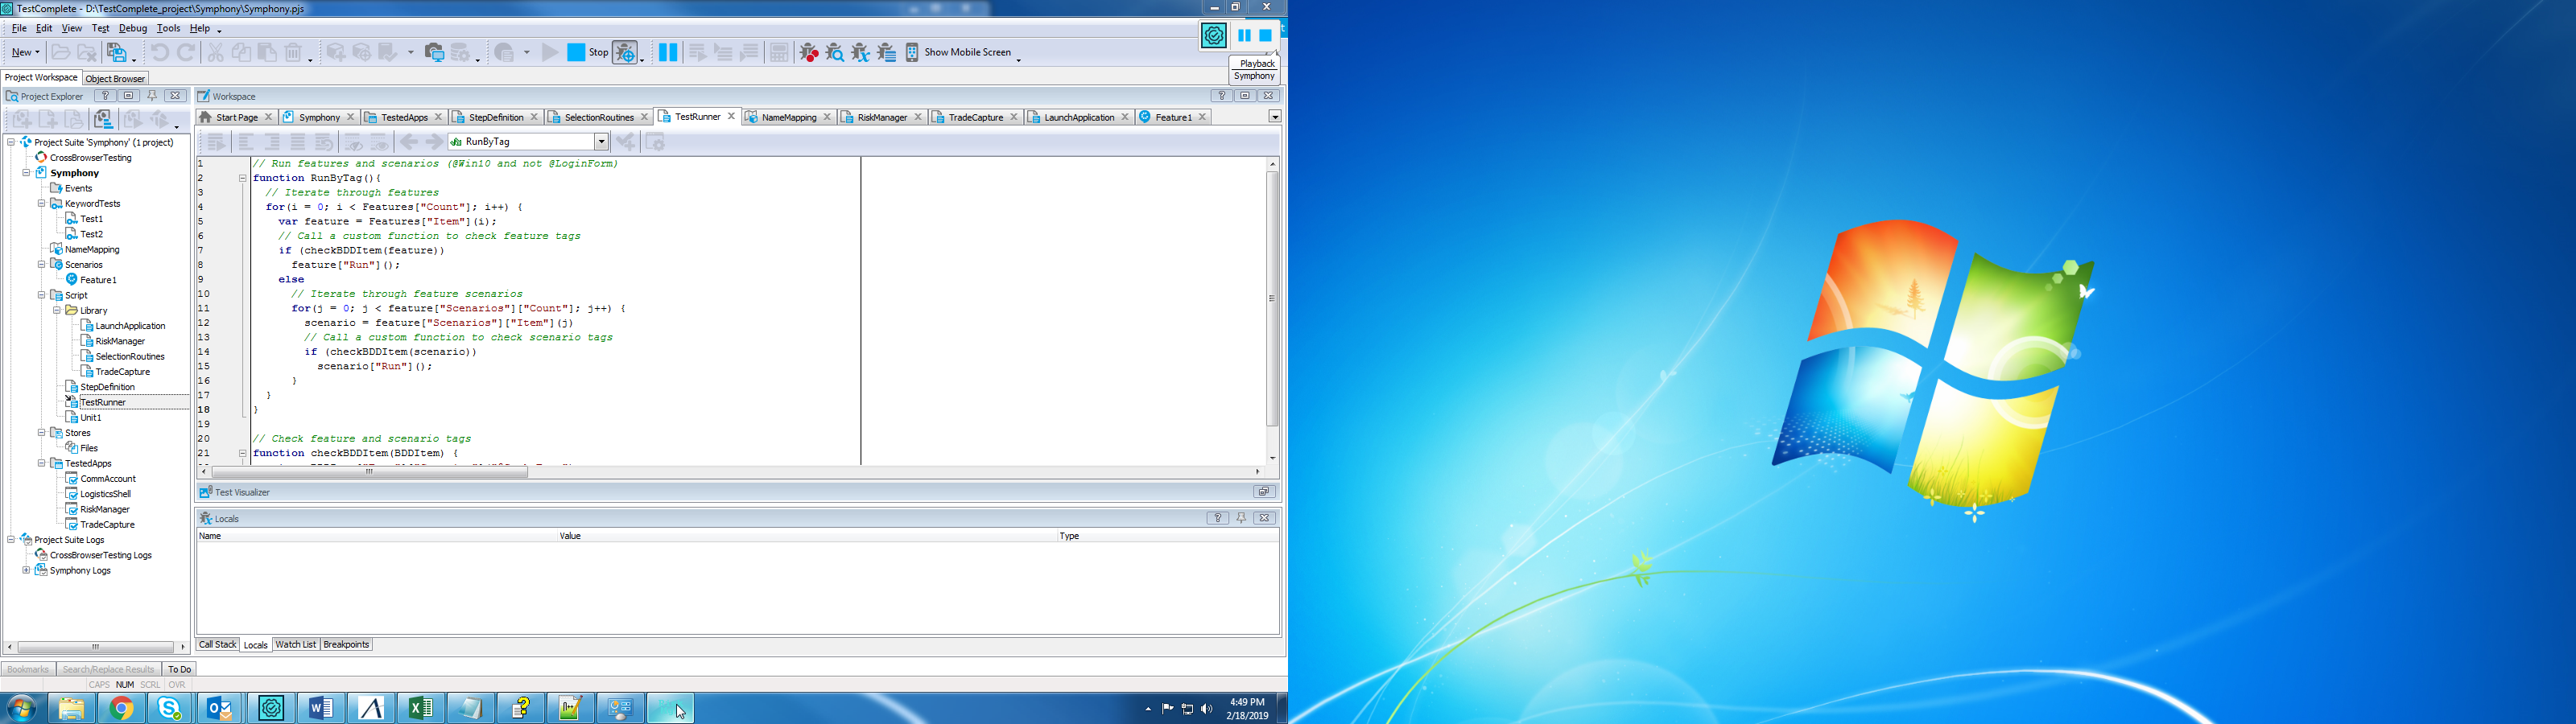 TestComplete - D:\TestComplete_project\Symphony\Symphony.pjs
File Edit View Test Debug Tools Help
New Stop Show Mobile Screen
Playback
Symphony
Project Workspace Object Browser
Project Explorer
Workspace
Start Page Symphony TestedApps StepDefinition SelectionRoutines TestRunner NameMapping RiskManager TradeCapture LaunchApplication Feature1
RunByTag
Project Suite 'Symphony' (1 project)
CrossBrowserTesting
Symphony
Events
KeywordTests
Test1
Test2
NameMapping
Scenarios
Feature1
Script
Library
LaunchApplication
RiskManager
SelectionRoutines
TradeCapture
StepDefinition
TestRunner
Unit1
Stores
Files
TestedApps
CommAccount
LogisticsShell
RiskManager
TradeCapture
Project Suite Logs
CrossBrowserTesting Logs
Symphony Logs
1 // Run features and scenarios (@Win10 and not @LoginForm)
2 function RunByTag(){
3 // Iterate through features
4 for(i = 0; i < Features["Count"]; i++) {
5 var feature = Features["Item"](i);
6 // Call a custom function to check feature tags
7 if (checkBDDItem(feature))
8 feature["Run"]();
9 else
10 // Iterate through feature scenarios
11 for(j = 0; j < feature["Scenarios"]["Count"]; j++) {
12 scenario = feature["Scenarios"]["Item"](j)
13 // Call a custom function to check scenario tags
14 if (checkBDDItem(scenario))
15 scenario["Run"]();
16 }
17 }
18 }
19
20 // Check feature and scenario tags
21 function checkBDDItem(BDDItem) {
Test Visualizer
Locals
Name Value Type
Call Stack Locals Watch List Breakpoints
Bookmarks Search/Replace Results To Do
CAPS NUM SCRL OVR
4:49 PM
2/18/2019